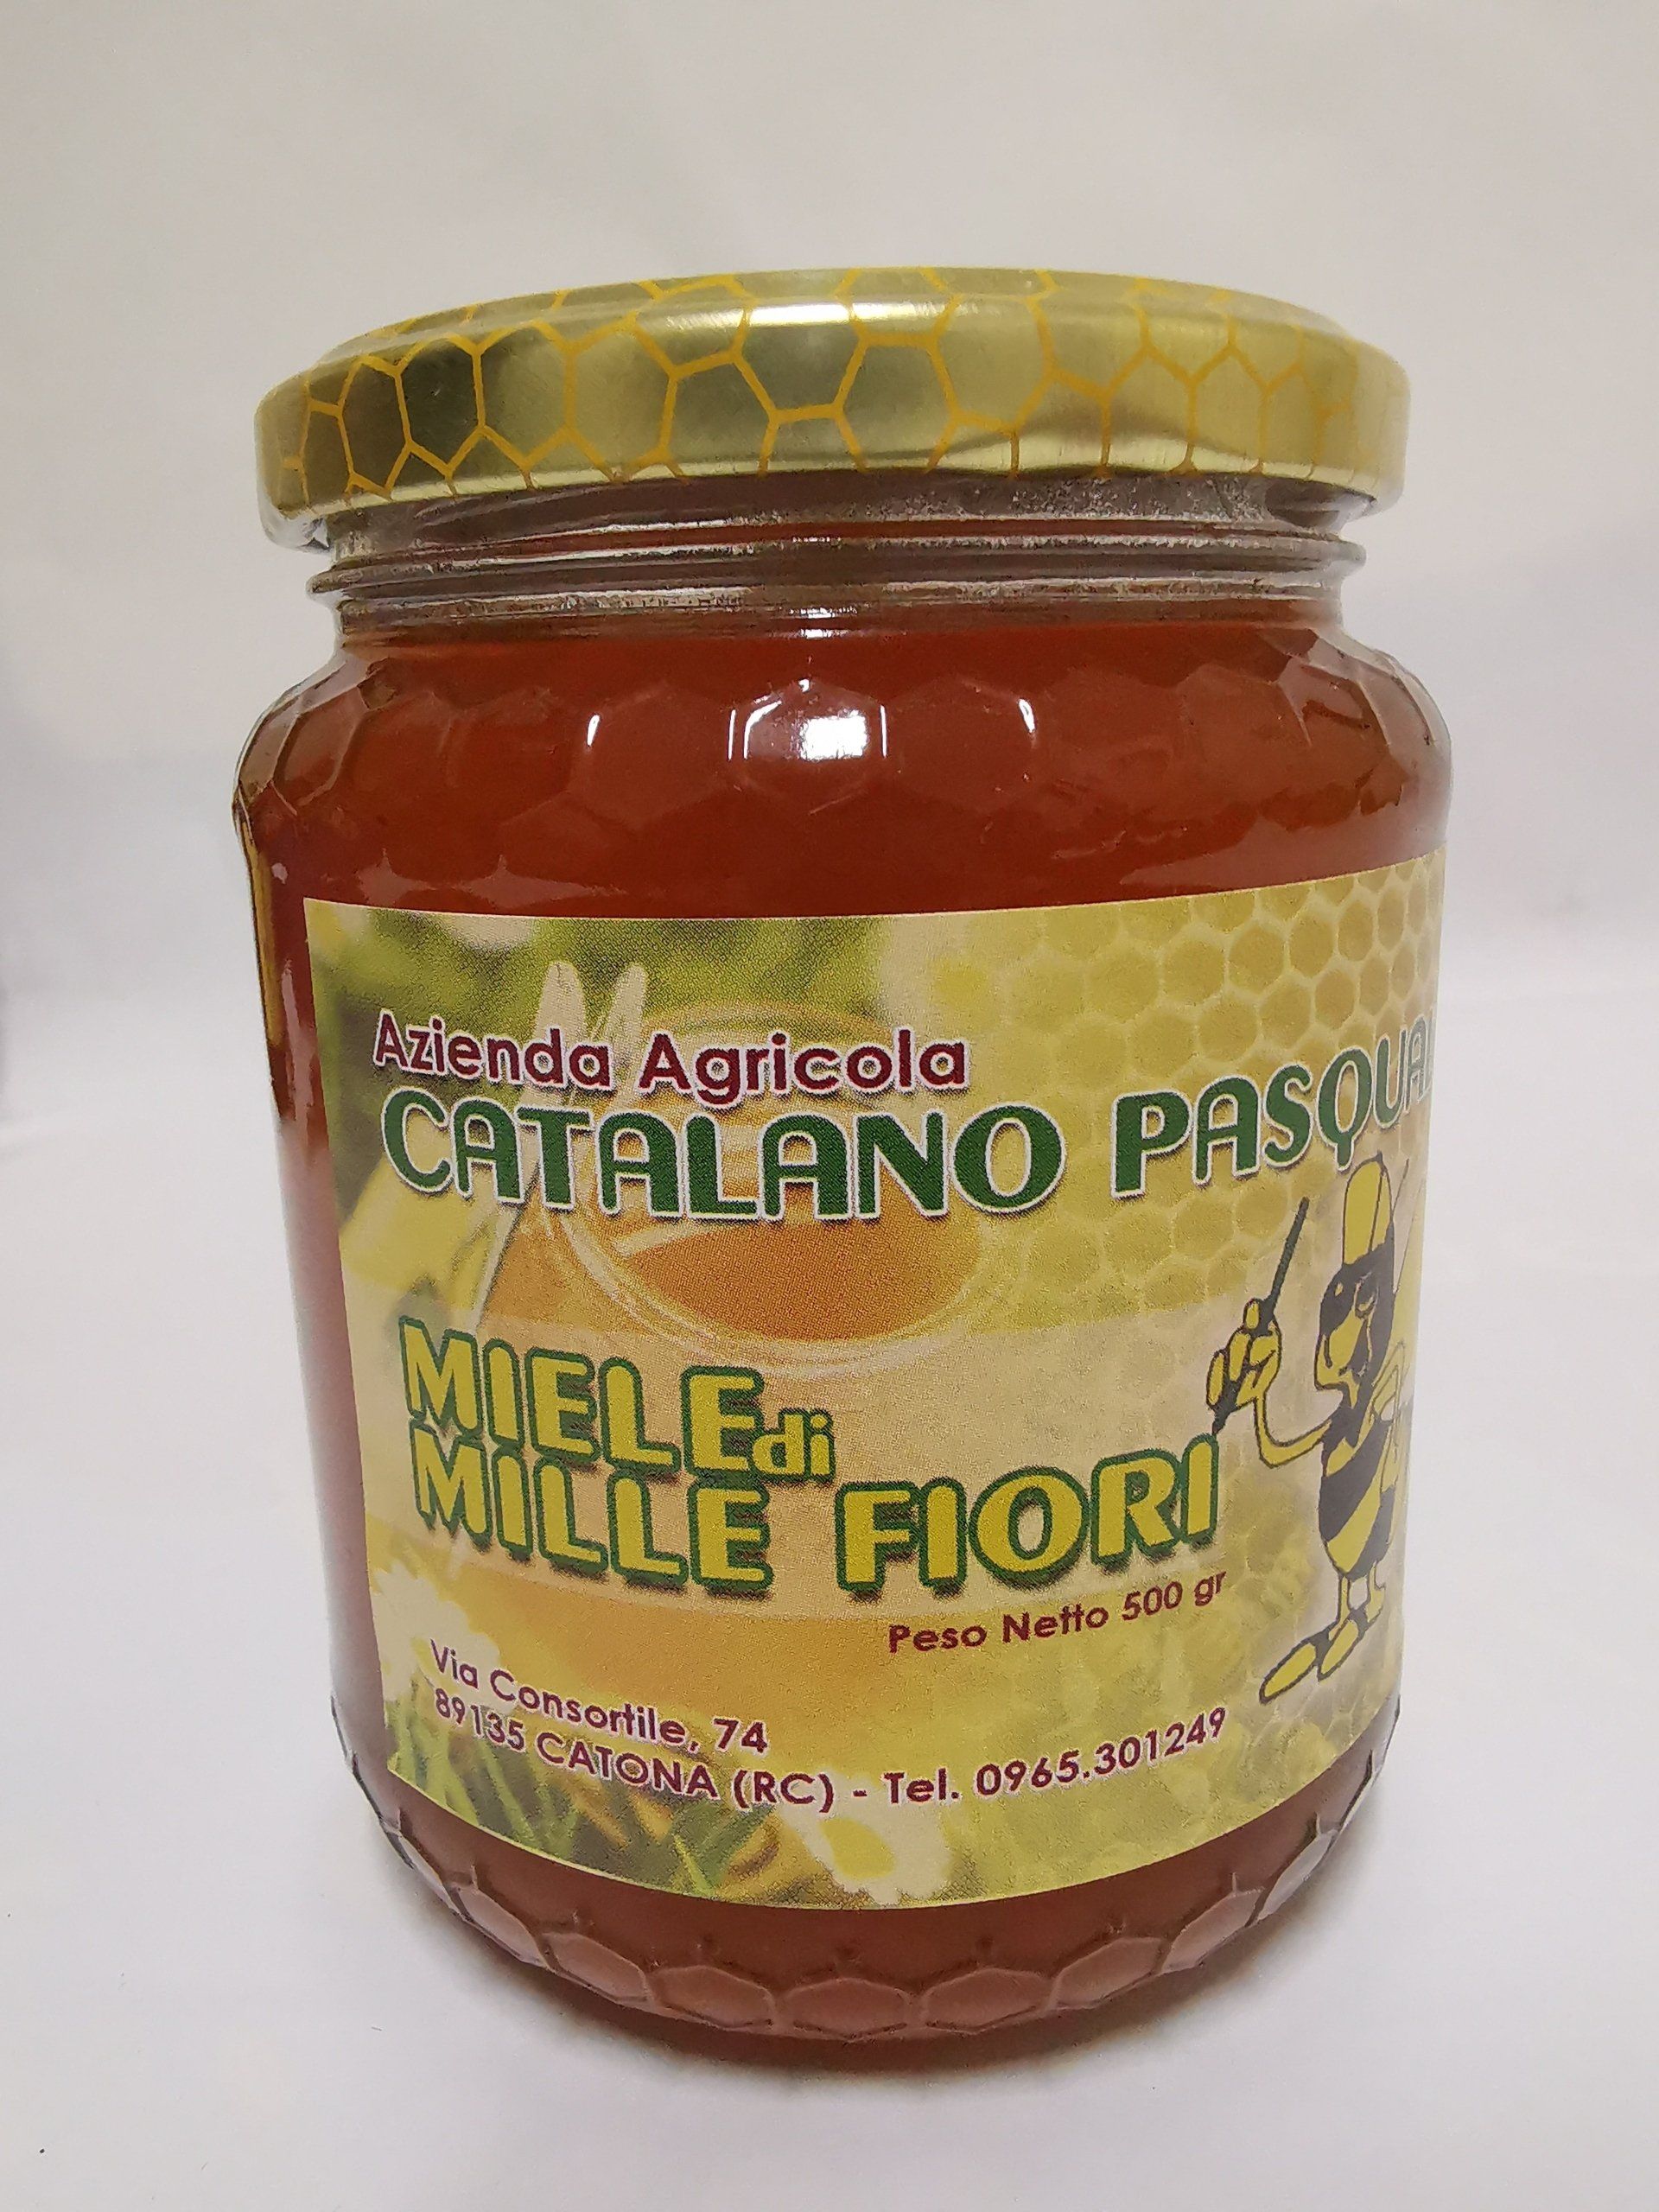 Azienda Agricola
CATALANO PASQUAL
MIELE di
MILLE FIORI
Peso Netto 500 gr
Via Consortile, 74
89135 CATONA (RC) - Tel. 0965.301249